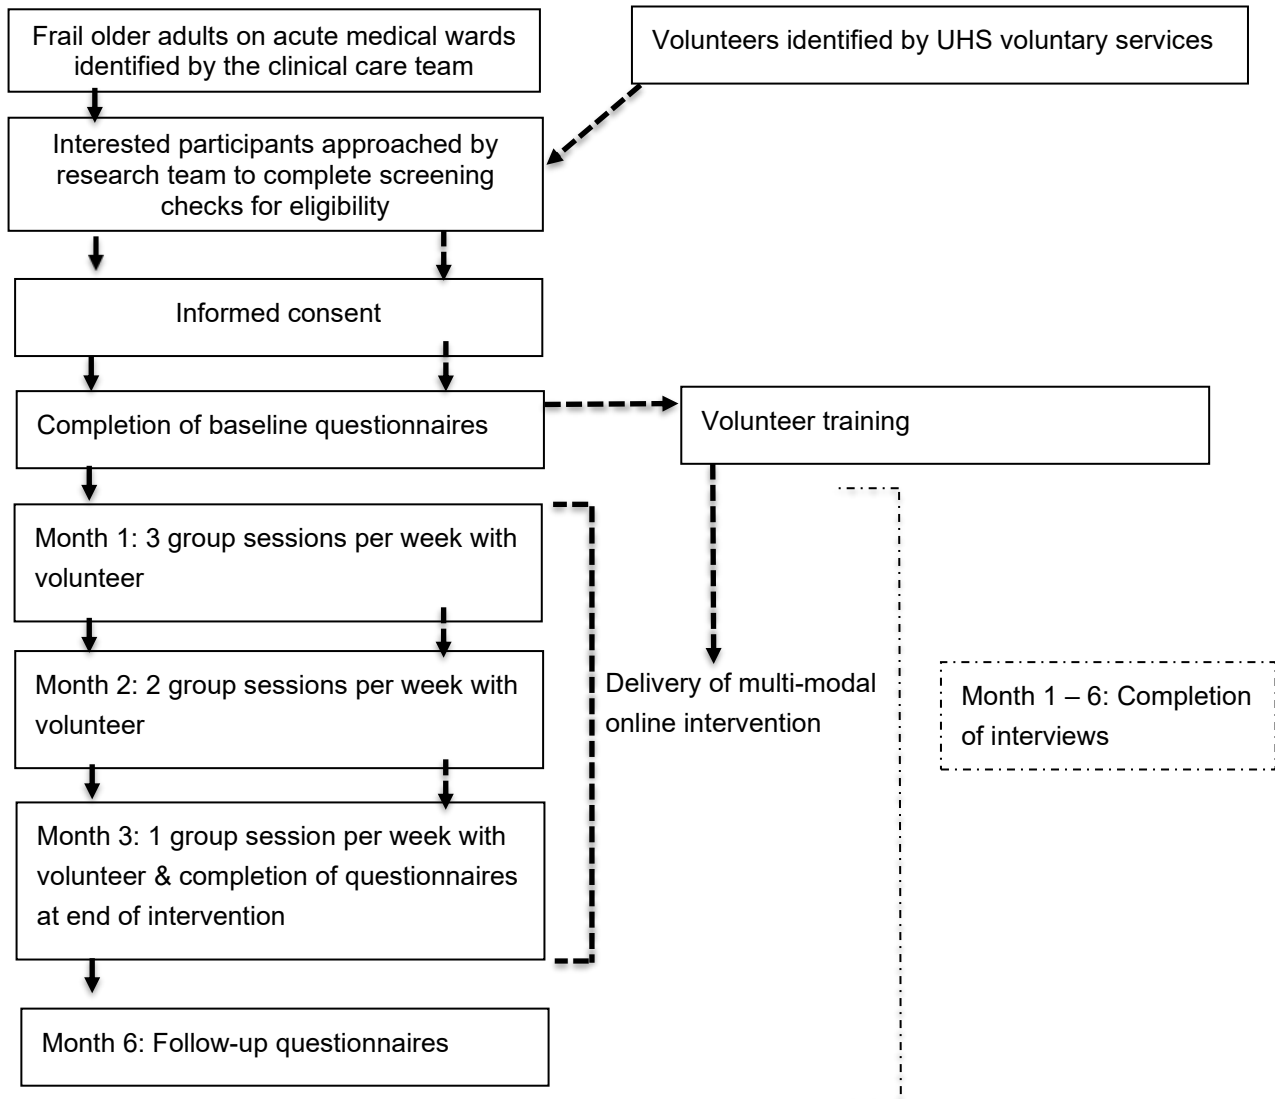 Frail older adults on acute medical wards
identified by the clinical care team
Volunteers identified by UHS voluntary services
Interested participants approached by
research team to complete screening
checks for eligibility
Informed consent
Completion of baseline questionnaires
Volunteer training
Month 1: 3 group sessions per week with
volunteer
Month 2: 2 group sessions per week with
volunteer
Delivery of multi-modal
online intervention
Month 1 – 6: Completion
of interviews
Month 3: 1 group session per week with
volunteer & completion of questionnaires
at end of intervention
Month 6: Follow-up questionnaires